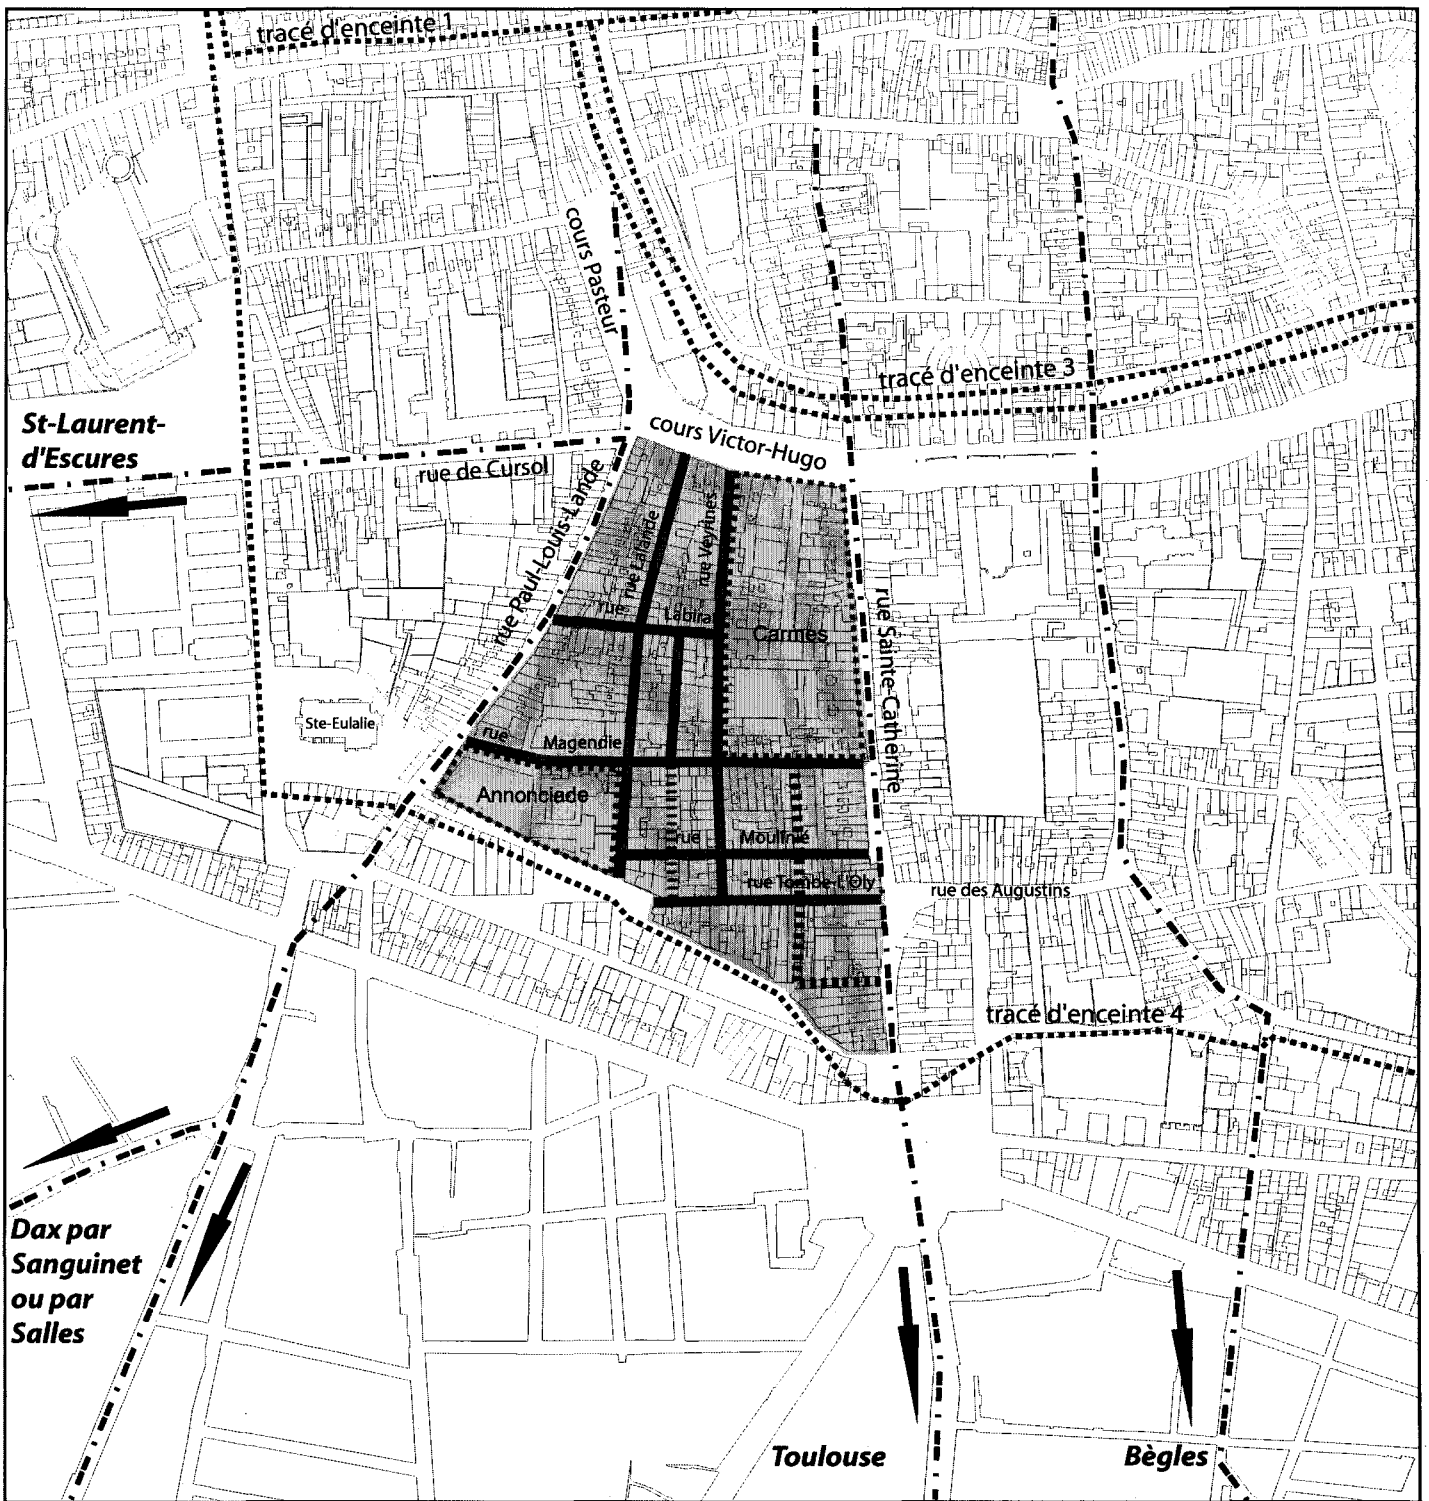 tracé d'enceinte 1
cours Pasteur
tracé d'enceinte 3
St-Laurent-
d'Escures
cours Victor-Hugo
rue de Cursol
rue Paul-Louis-Lande
rue Lalande
rue Veyrines
rue Labirat
Carmes
rue Sainte-Catherine
Ste-Eulalie
rue Magendie
Annonciade
rue Moulinié
rue Tombe-L'Oly
rue des Augustins
tracé d'enceinte 4
Dax par
Sanguinet
ou par
Salles
Toulouse
Bègles